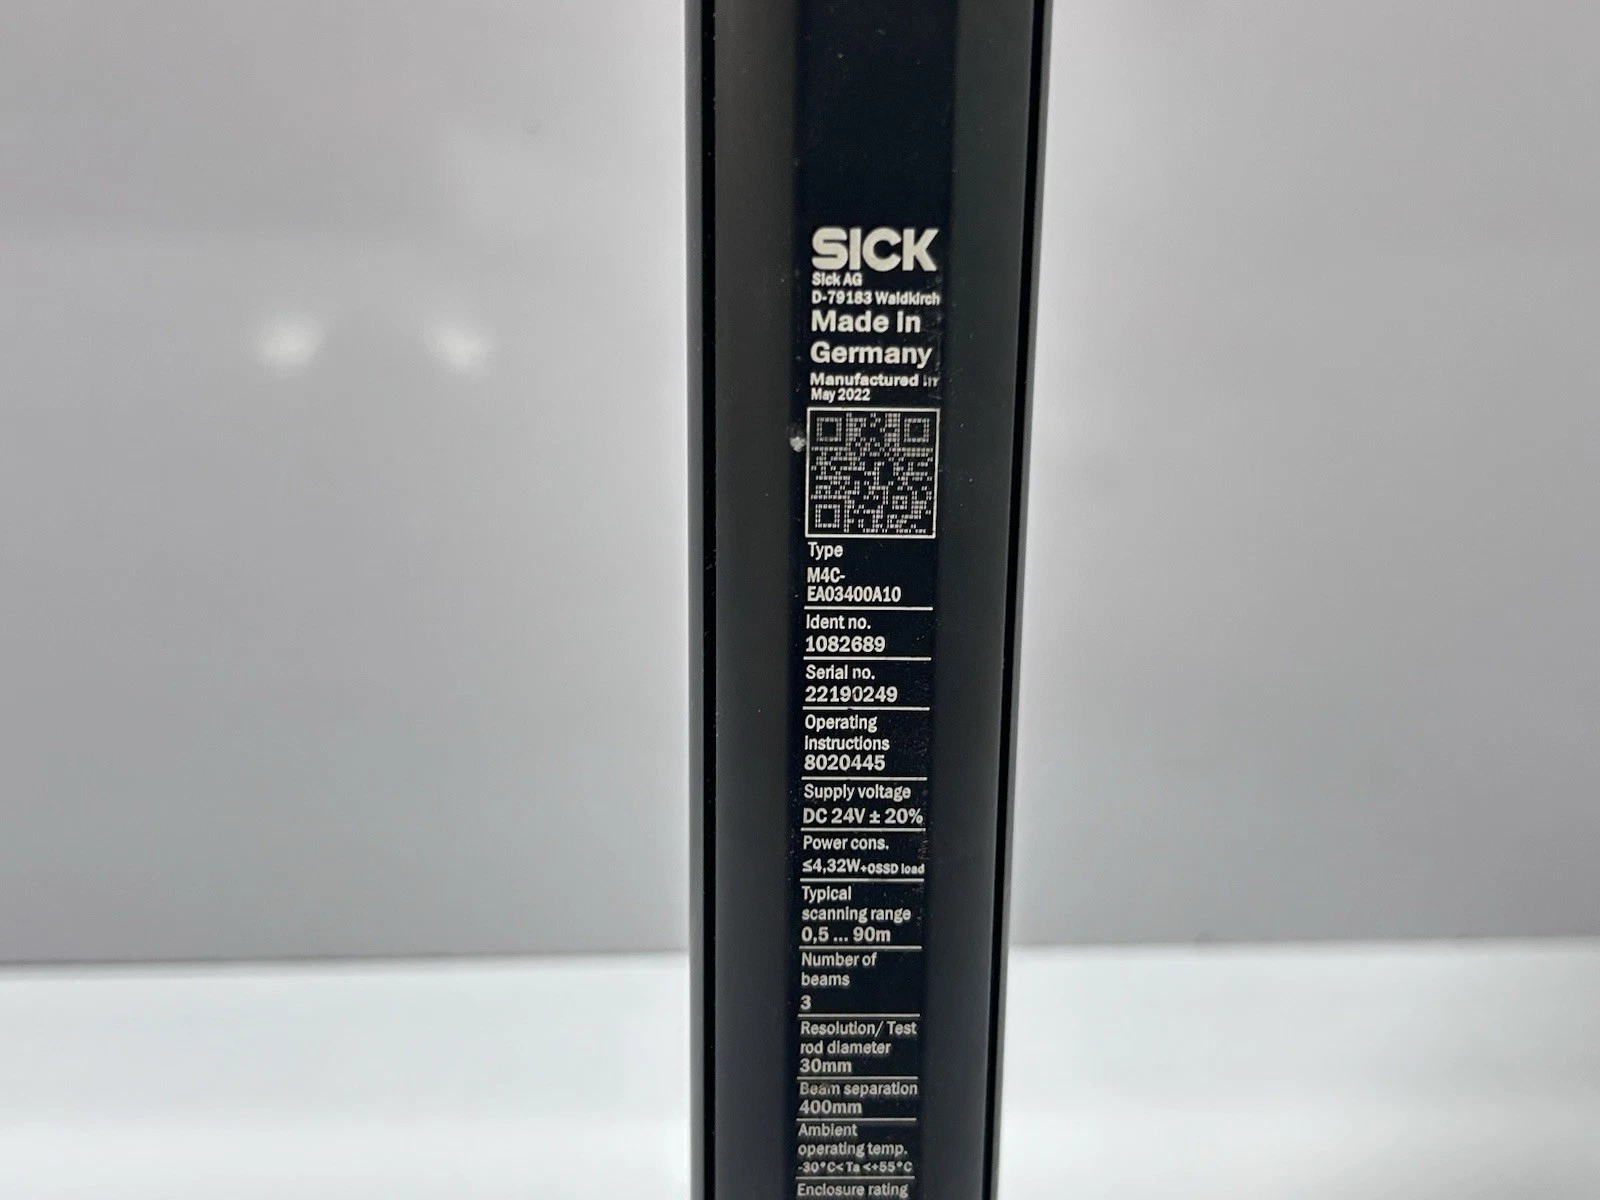 SICK
Sick AG
D-79183 Waldkirch
Made in
Germany
Manufactured in
May 2022
Type
M4C-
EA03400A10
Ident no.
1082689
Serial no.
22190249
Operating
instructions
8020445
Supply voltage
DC 24V ± 20%
Power cons.
≤4,32W+OSSD load
Typical
scanning range
0,5 ... 90m
Number of
beams
3
Resolution/ Test
rod diameter
30mm
Beam separation
400mm
Ambient
operating temp.
-30°C< Ta <+55°C
Enclosure rating